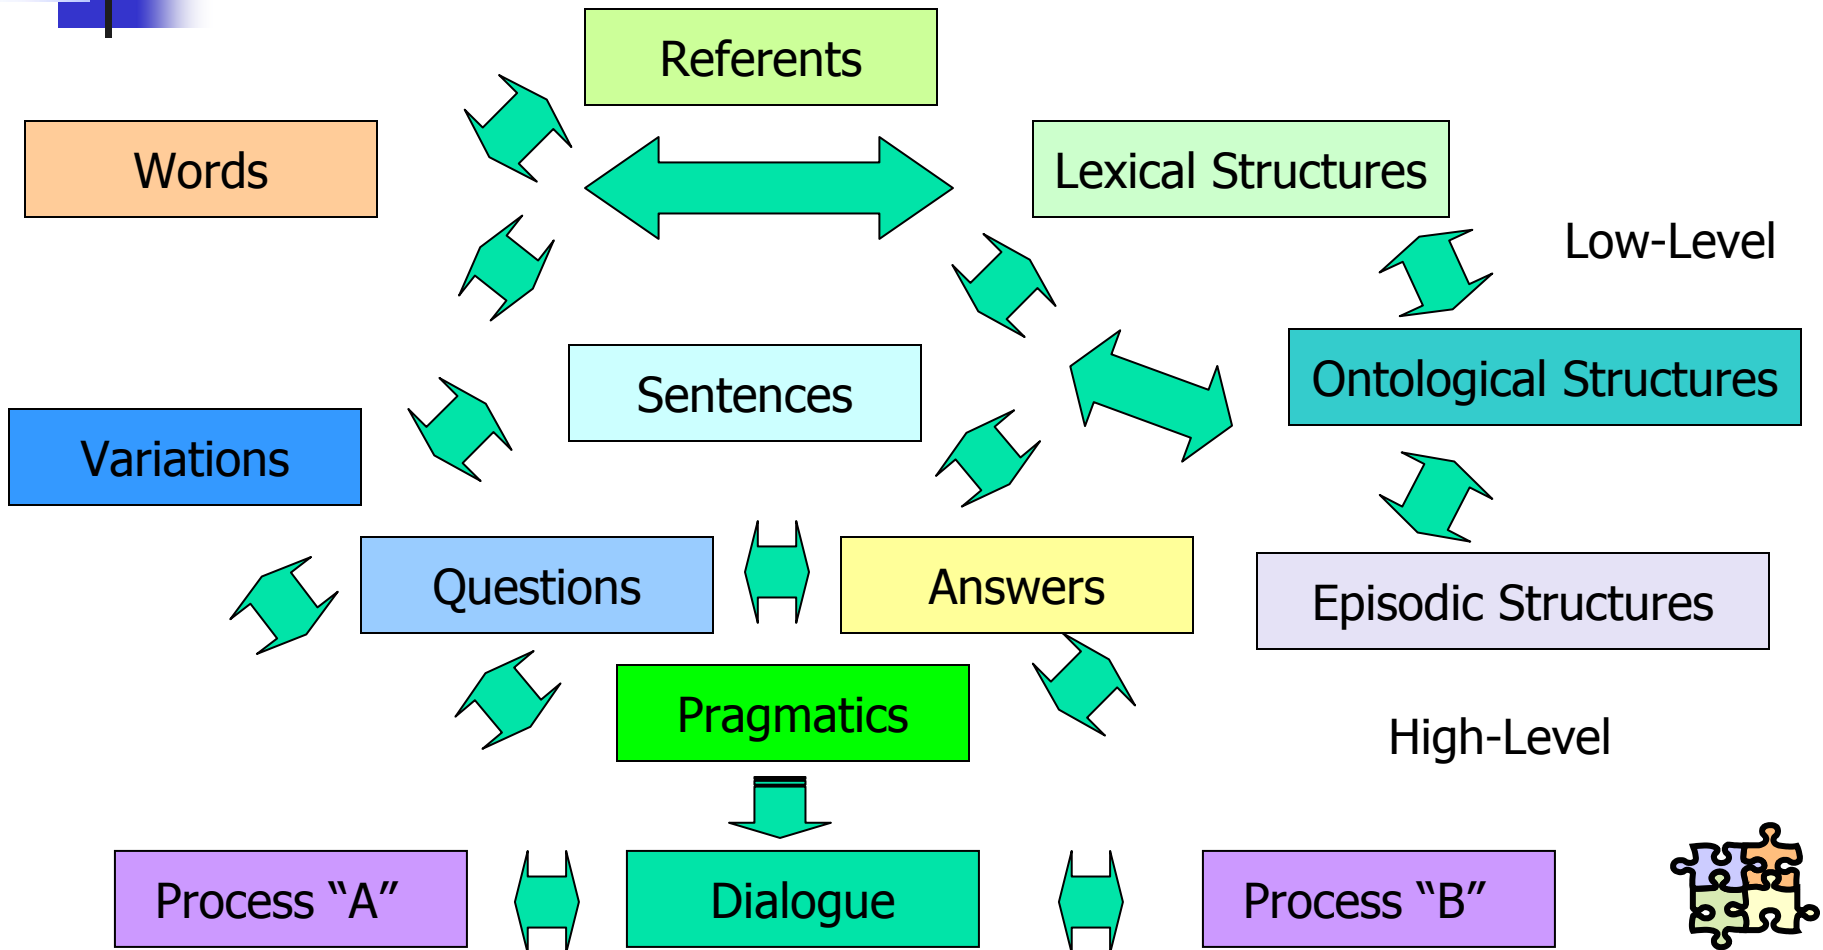 Referents
Words
Lexical Structures
Low-Level
Sentences
Ontological Structures
Variations
Questions
Answers
Episodic Structures
Pragmatics
High-Level
Process “A”
Dialogue
Process “B”